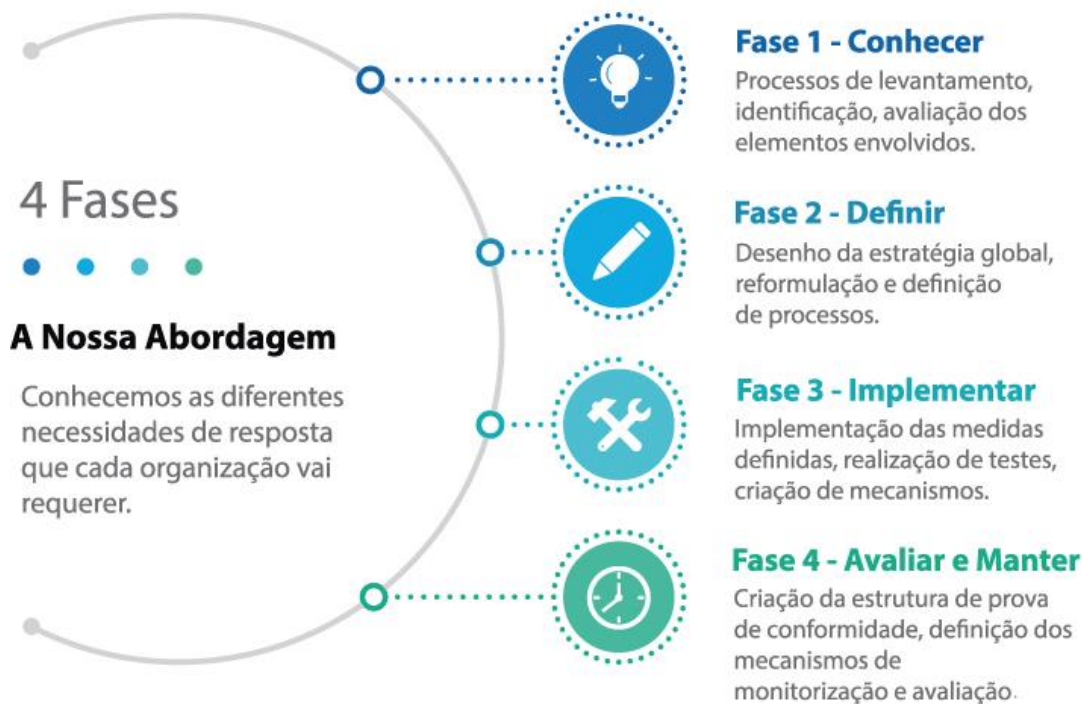 4 Fases
A Nossa Abordagem
Conhecemos as diferentes
necessidades de resposta
que cada organização vai
requerer.
Fase 1 - Conhecer
Processos de levantamento,
identificação, avaliação dos
elementos envolvidos.
Fase 2 - Definir
Desenho da estratégia global,
reformulação e definição
de processos.
Fase 3 - Implementar
Implementação das medidas
definidas, realização de testes,
criação de mecanismos.
Fase 4 - Avaliar e Manter
Criação da estrutura de prova
de conformidade, definição dos
mecanismos de
monitorização e avaliação.